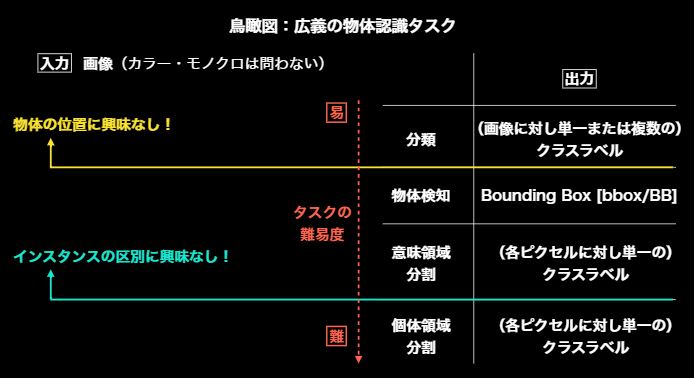 鳥瞰図：広義の物体認識タスク
入力 画像（カラー・モノクロは問わない）
出力
易
物体の位置に興味なし！
分類
（画像に対し単一または複数の）
クラスラベル
物体検知
Bounding Box [bbox/BB]
タスクの
難易度
インスタンスの区別に興味なし！
意味領域
分割
（各ピクセルに対し単一の）
クラスラベル
難
個体領域
分割
（各ピクセルに対し単一の）
クラスラベル